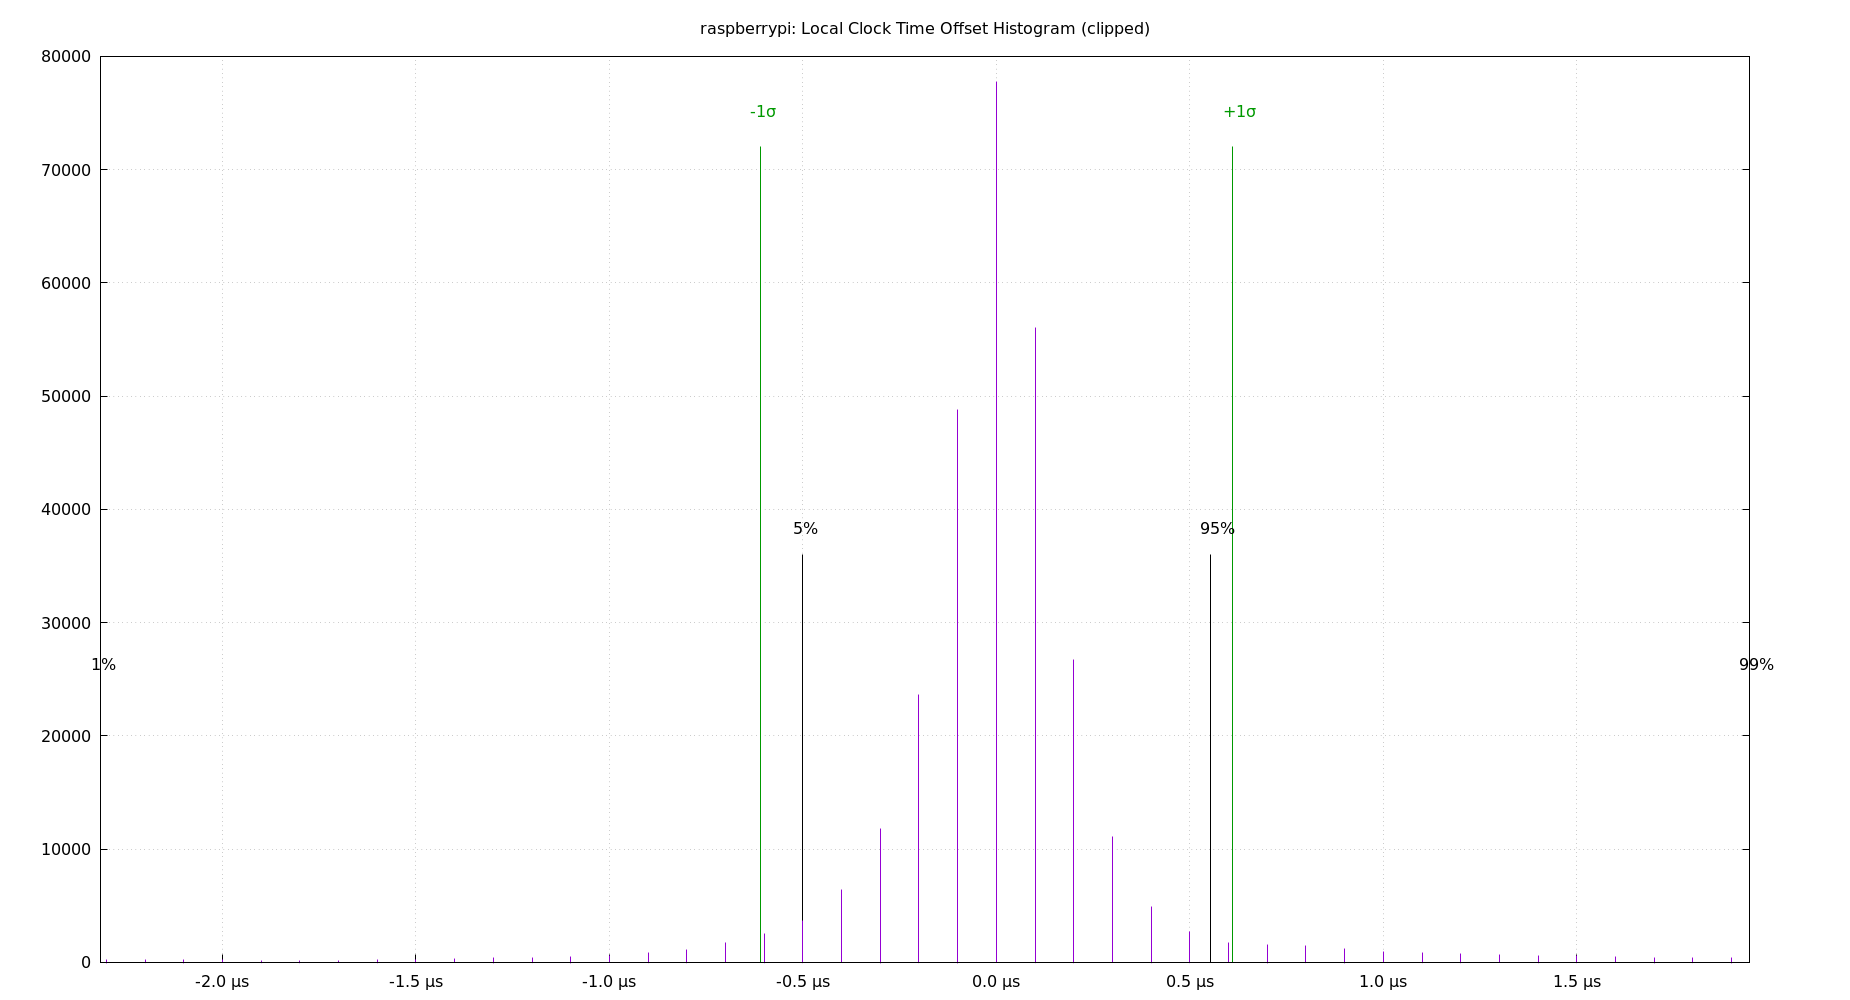 raspberrypi: Local Clock Time Offset Histogram (clipped)
80000
-1σ
+1σ
70000
60000
50000
40000
5%
95%
30000
1%
99%
20000
10000
0
-2.0 µs
-1.5 µs
-1.0 µs
-0.5 µs
0.0 µs
0.5 µs
1.0 µs
1.5 µs